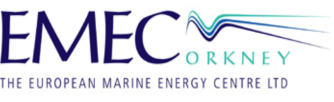 EMEC
ORKNEY
THE EUROPEAN MARINE ENERGY CENTRE LTD